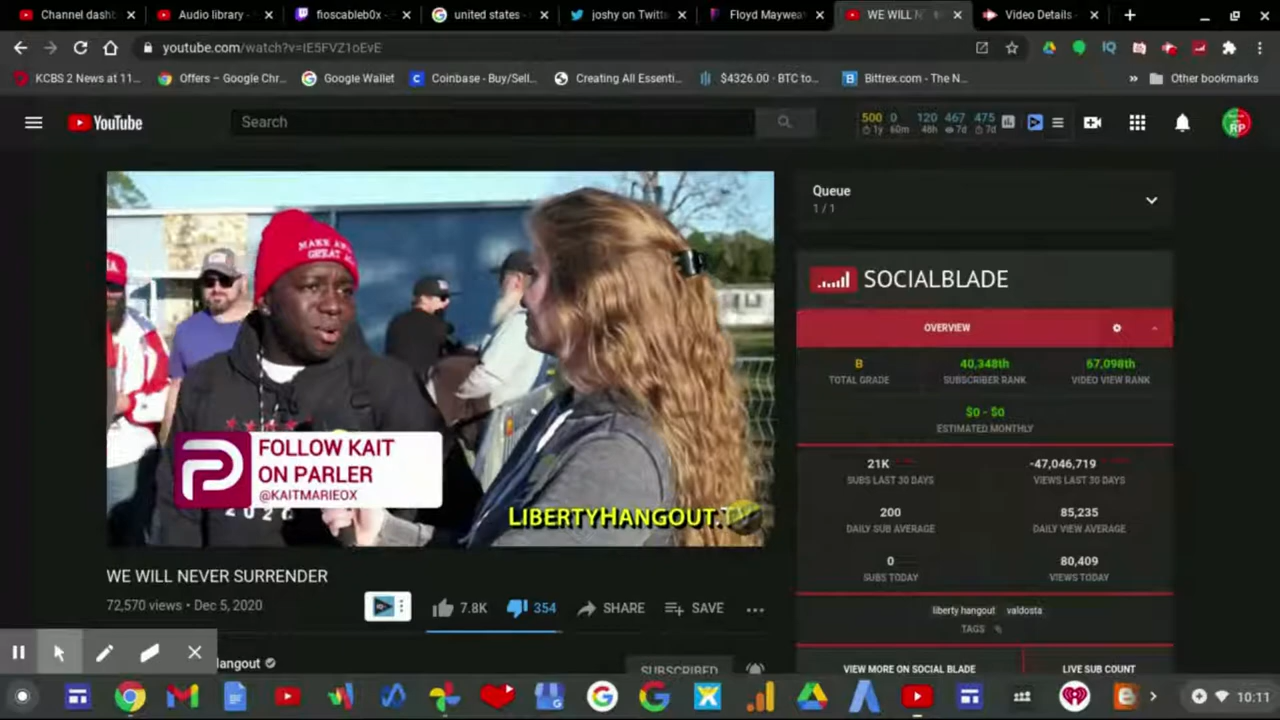 Channel dash
Audio library -
fioscableb0x -
united states -
joshy on Twitt
Floyd Maywea
WE WILL N
Video Details -
youtube.com/watch?v=IE5FVZ1oEvE
KCBS 2 News at 11...
Offers – Google Chr...
Google Wallet
Coinbase - Buy/Sell...
Creating All Essenti...
$4326.00 · BTC to...
Bittrex.com - The N...
Other bookmarks
YouTube
Search
500 0 120 467 475
1y 60m 48h 7d 7d
RP
Queue
1 / 1
MAKE AM
GREAT
FOLLOW KAIT
ON PARLER
@KAITMARIEOX
LIBERTYHANGOUT.TV
SOCIALBLADE
OVERVIEW
B 40,348th 67,098th
TOTAL GRADE SUBSCRIBER RANK VIDEO VIEW RANK
$0 - $0
ESTIMATED MONTHLY
21K -47,046,719
SUBS LAST 30 DAYS VIEWS LAST 30 DAYS
200 85,235
DAILY SUB AVERAGE DAILY VIEW AVERAGE
0 80,409
SUBS TODAY VIEWS TODAY
liberty hangout valdosta
TAGS
VIEW MORE ON SOCIAL BLADE LIVE SUB COUNT
WE WILL NEVER SURRENDER
72,570 views • Dec 5, 2020
7.8K 354 SHARE SAVE
Hangout
SUBSCRIBED
10:11